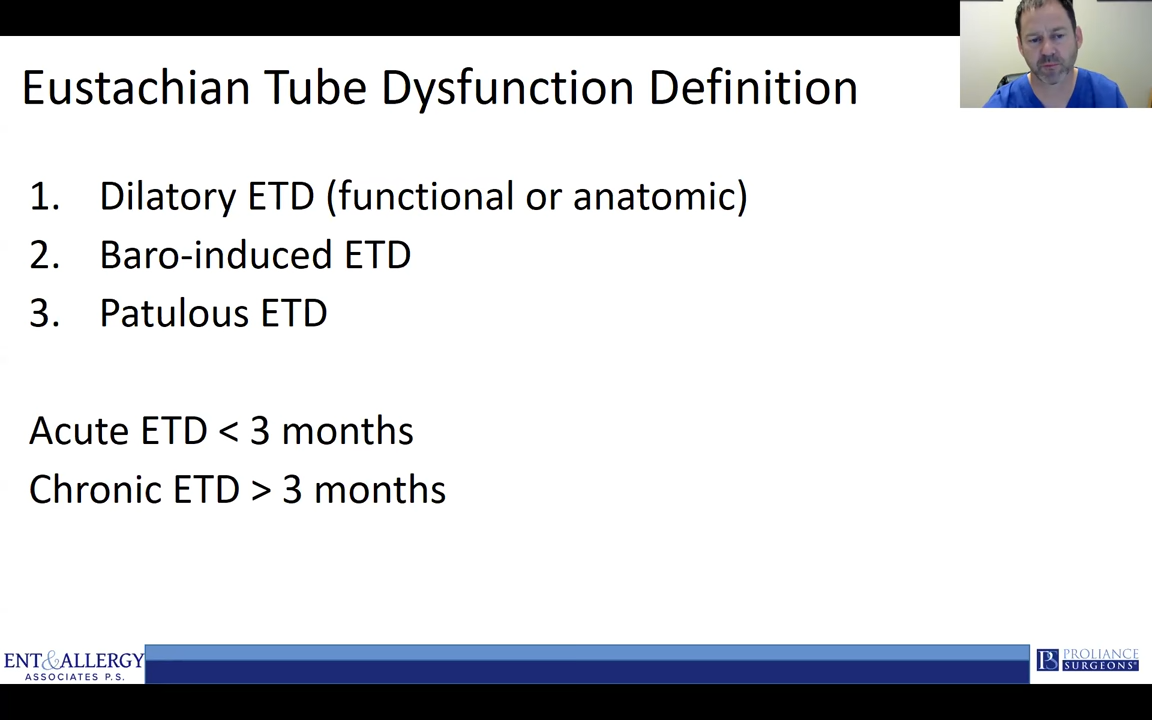 Eustachian Tube Dysfunction Definition
1. Dilatory ETD (functional or anatomic)
2. Baro-induced ETD
3. Patulous ETD
Acute ETD < 3 months
Chronic ETD > 3 months
ENT&ALLERGY
ASSOCIATES P.S.
PS PROLIANCE
SURGEONS®